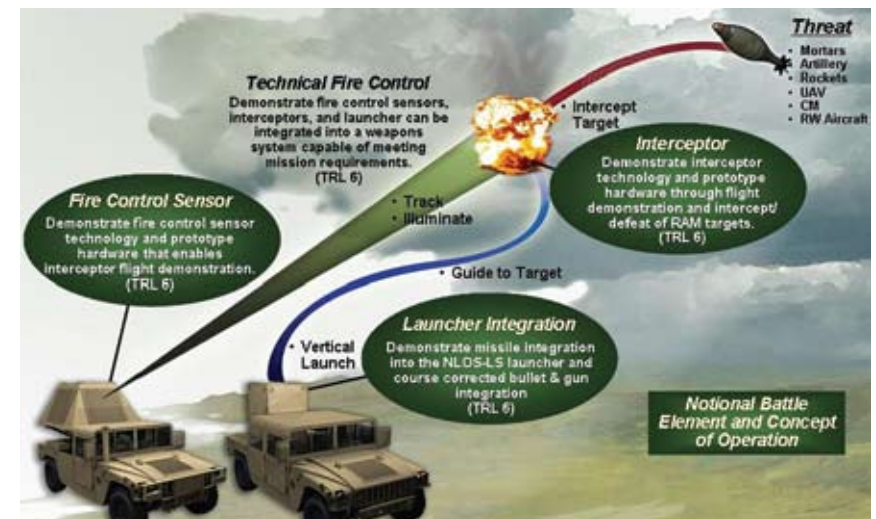 Threat
• Mortars
• Artillery
• Rockets
• UAV
• CM
• RW Aircraft
Technical Fire Control
Demonstrate fire control sensors,
interceptors, and launcher can be
integrated into a weapons
system capable of meeting
mission requirements.
(TRL 6)
• Intercept
Target
Interceptor
Demonstrate interceptor
technology and prototype
hardware through flight
demonstration and intercept/
defeat of RAM targets.
(TRL 6)
Fire Control Sensor
Demonstrate fire control sensor
technology and prototype
hardware that enables
interceptor flight demonstration.
(TRL 6)
• Track
• Illuminate
• Guide to Target
• Vertical
Launch
Launcher Integration
Demonstrate missile integration
into the NLOS-LS launcher and
course corrected bullet & gun
integration
(TRL 6)
Notional Battle
Element and Concept
of Operation